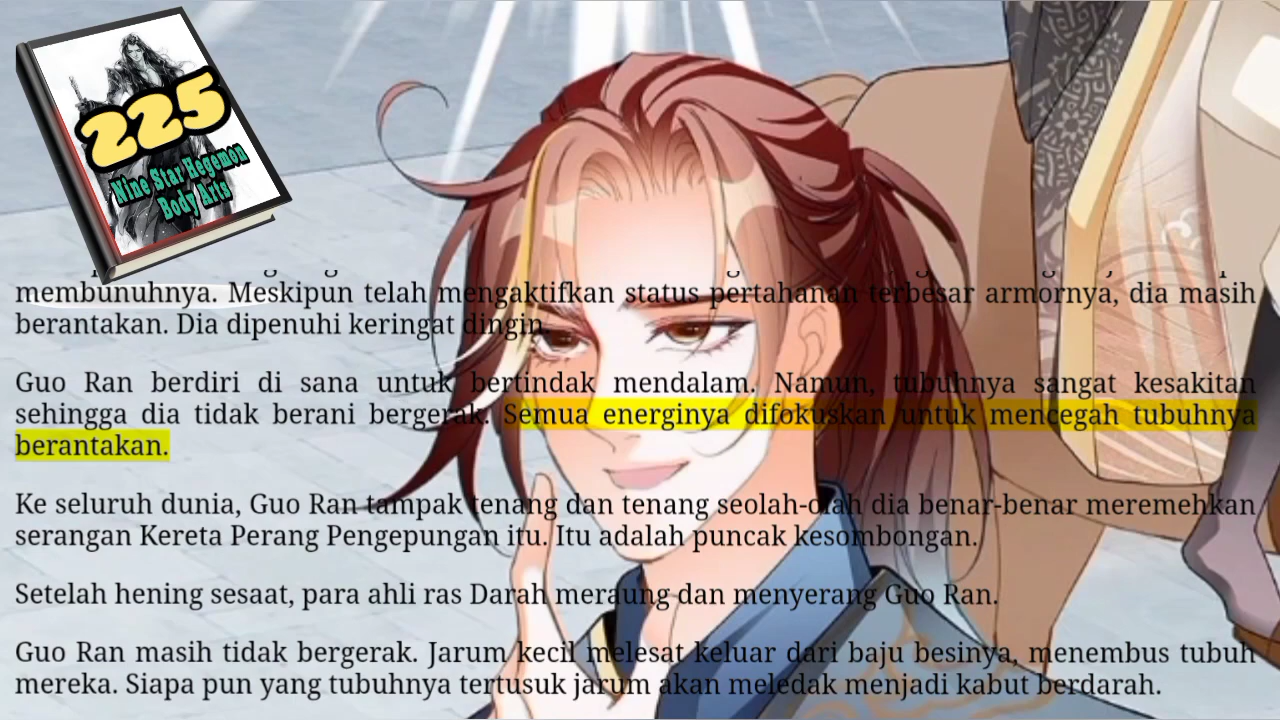 225
Nine Star Hegemon
Body Arts
membunuhnya. Meskipun telah mengaktifkan status pertahanan terbesar armornya, dia masih
berantakan. Dia dipenuhi keringat dingin.
Guo Ran berdiri di sana untuk bertindak mendalam. Namun, tubuhnya sangat kesakitan
sehingga dia tidak berani bergerak. Semua energinya difokuskan untuk mencegah tubuhnya
berantakan.
Ke seluruh dunia, Guo Ran tampak tenang dan tenang seolah-olah dia benar-benar meremehkan
serangan Kereta Perang Pengepungan itu. Itu adalah puncak kesombongan.
Setelah hening sesaat, para ahli ras Darah meraung dan menyerang Guo Ran.
Guo Ran masih tidak bergerak. Jarum kecil melesat keluar dari baju besinya, menembus tubuh
mereka. Siapa pun yang tubuhnya tertusuk jarum akan meledak menjadi kabut berdarah.